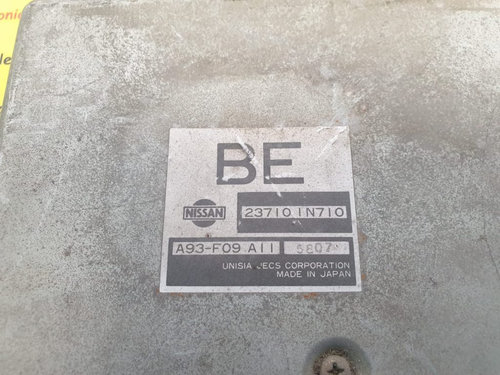 BE
NISSAN 23710 1N710
A93-F09 A11
UNISIA JECS CORPORATION
MADE IN JAPAN